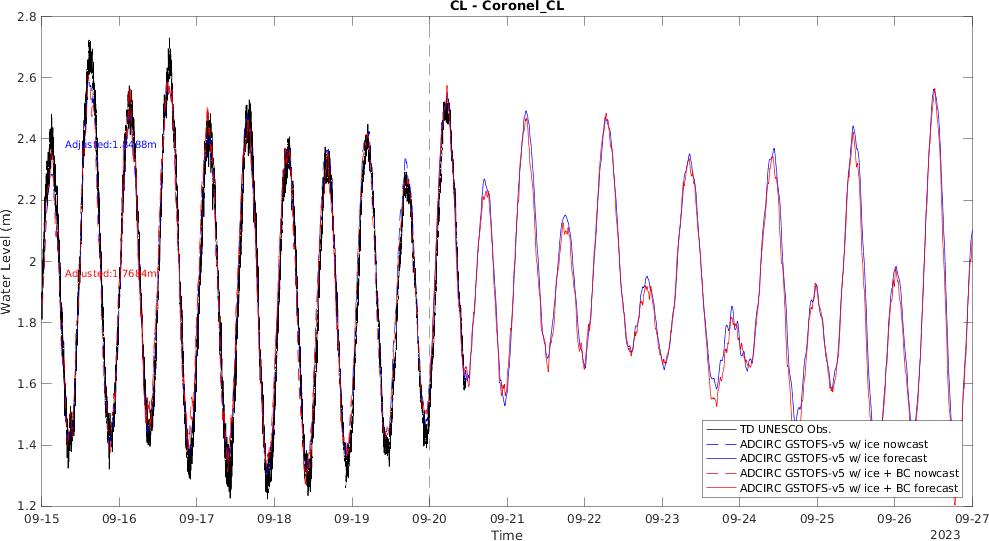 CL - Coronel_CL
2.8
2.6
2.4
2.2
2
1.8
1.6
1.4
1.2
Water Level (m)
Adjusted:1.8488m
Adjusted:1.7684m
TD UNESCO Obs.
ADCIRC GSTOFS-v5 w/ ice nowcast
ADCIRC GSTOFS-v5 w/ ice forecast
ADCIRC GSTOFS-v5 w/ ice + BC nowcast
ADCIRC GSTOFS-v5 w/ ice + BC forecast
09-15 09-16 09-17 09-18 09-19 09-20 09-21 09-22 09-23 09-24 09-25 09-26 09-27
Time
2023